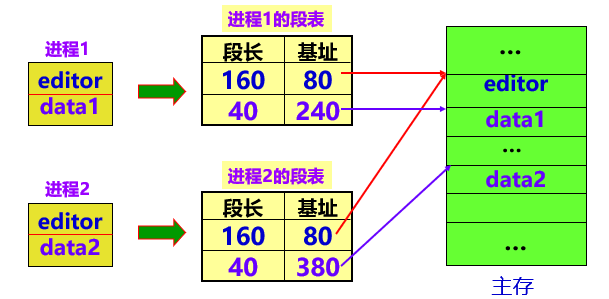 进程1
editor
data1
进程1的段表
段长 基址
160 80
40 240
进程2
editor
data2
进程2的段表
段长 基址
160 80
40 380
...
editor
data1
...
data2
...
主存